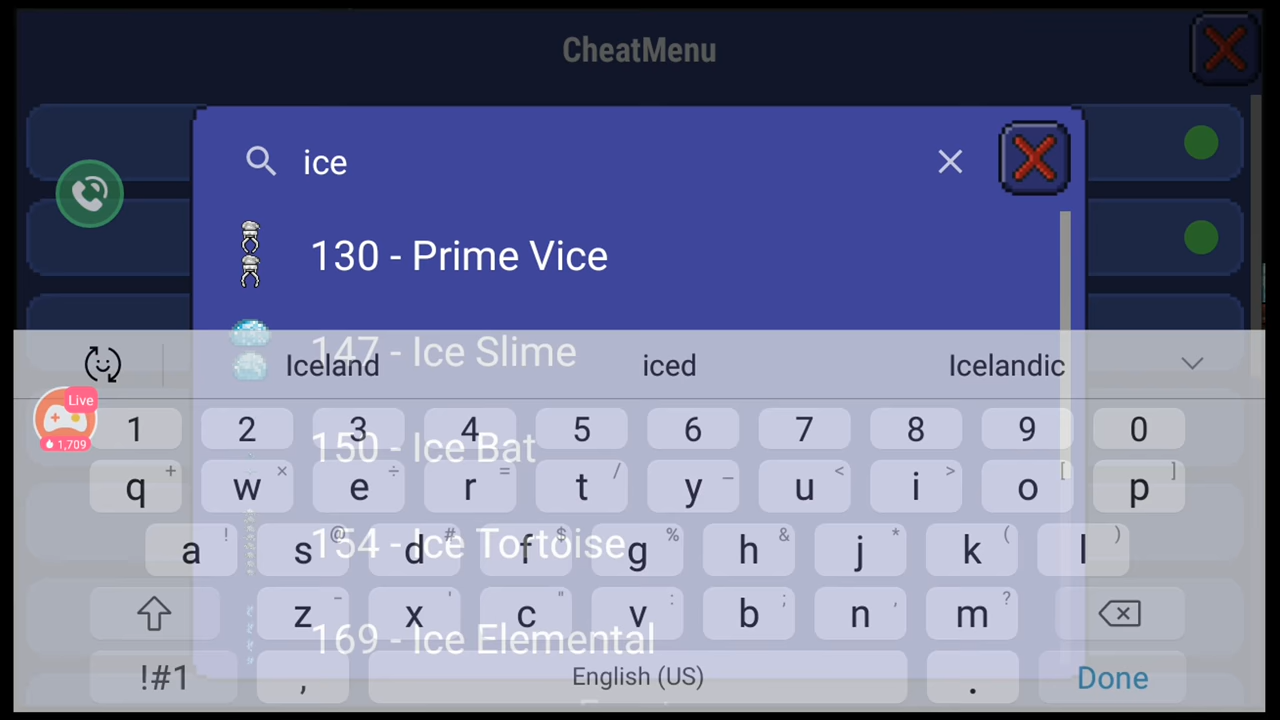 CheatMenu
ice
130 - Prime Vice
147 - Ice Slime
Iceland iced Icelandic
Live
1,709
1 2 3 4 5 6 7 8 9 0
150 - Ice Bat
+ × ÷ = / _ < > [ ]
q w e r t y u i o p
154 - Ice Tortoise
! @ # $ % & * ( )
a s d f g h j k l
- ' " : ; , ?
z x c v b n m
169 - Ice Elemental
!#1 , English (US) . Done